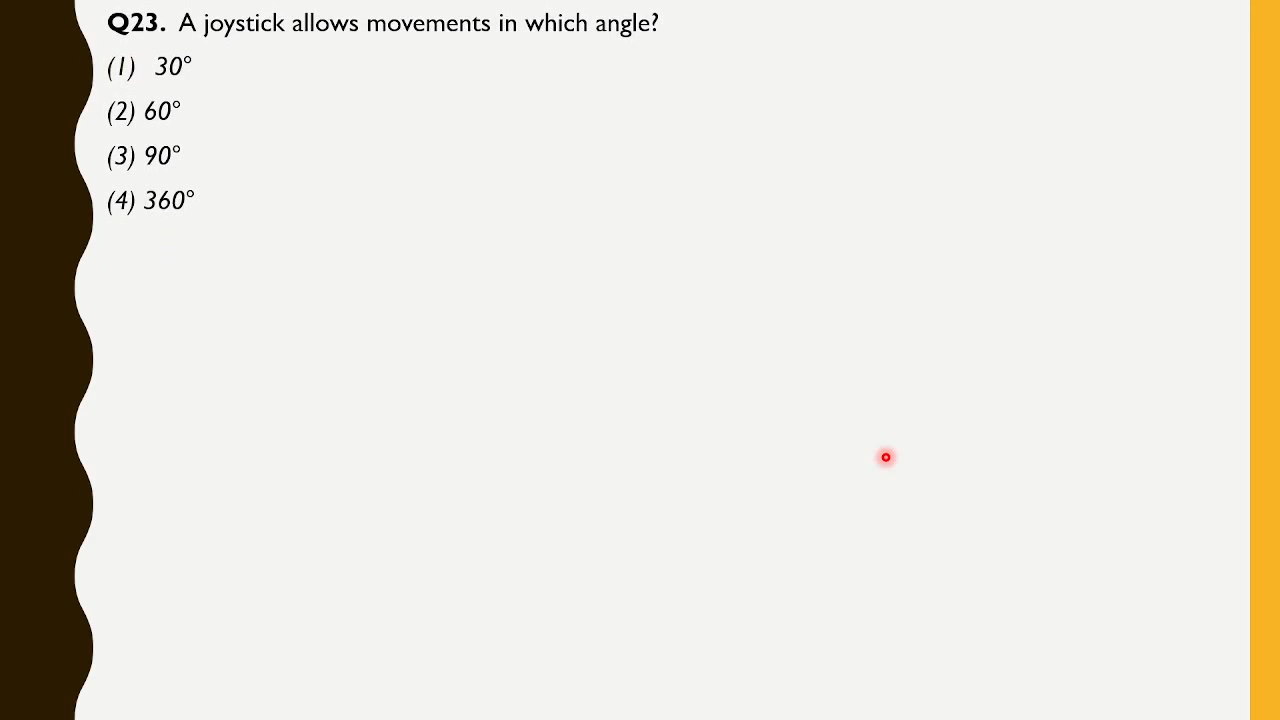 Q23. A joystick allows movements in which angle?
(1) 30°
(2) 60°
(3) 90°
(4) 360°